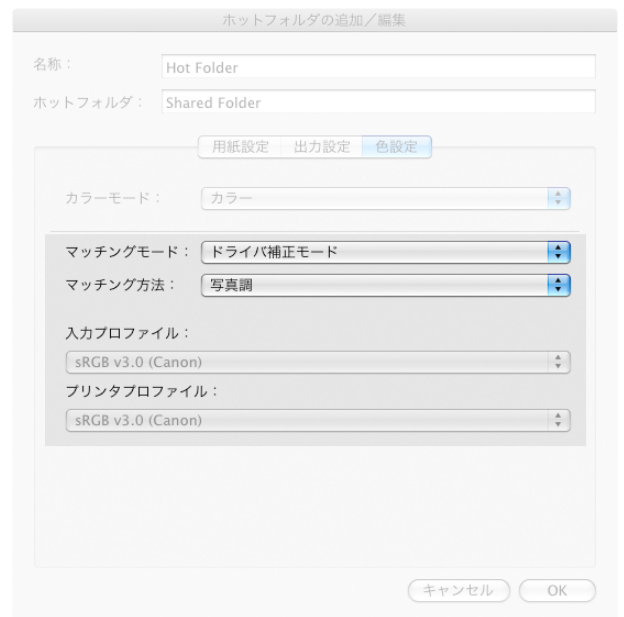 ホットフォルダの追加／編集
名称： Hot Folder
ホットフォルダ： Shared Folder
用紙設定 出力設定 色設定
カラーモード： カラー
マッチングモード： ドライバ補正モード
マッチング方法： 写真調
入力プロファイル：
sRGB v3.0 (Canon)
プリンタプロファイル：
sRGB v3.0 (Canon)
キャンセル OK